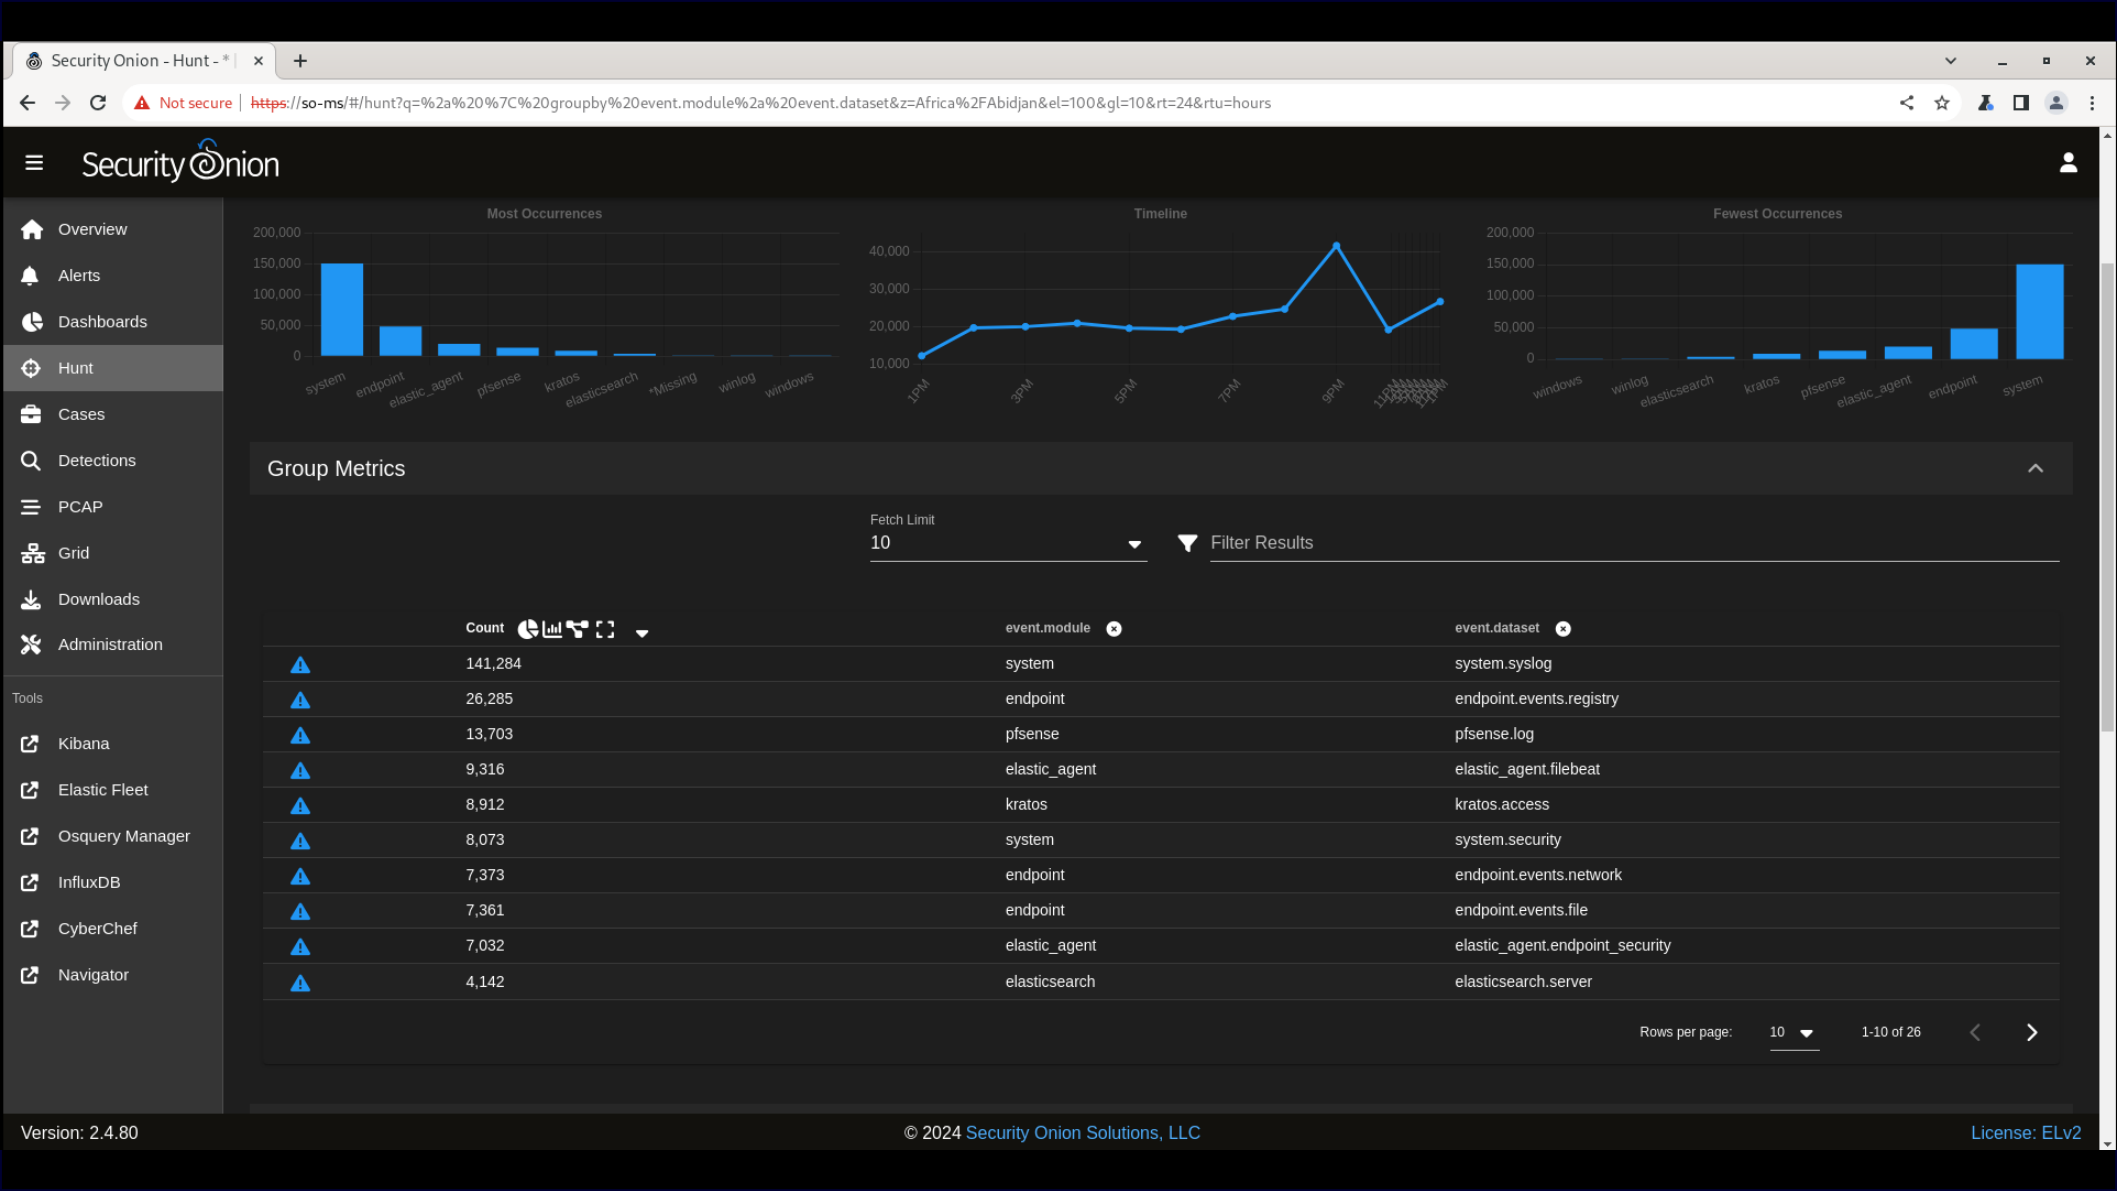 Security Onion - Hunt - *
Not secure
https://so-ms/#/hunt?q=%2a%20%7C%20groupby%20event.module%2a%20event.dataset&z=Africa%2FAbidjan&el=100&gl=10&rt=24&rtu=hours
Security Onion
Overview
Alerts
Dashboards
Hunt
Cases
Detections
PCAP
Grid
Downloads
Administration
Tools
Kibana
Elastic Fleet
Osquery Manager
InfluxDB
CyberChef
Navigator
Most Occurrences
200,000
150,000
100,000
50,000
0
system
endpoint
elastic_agent
pfsense
kratos
elasticsearch
*Missing
winlog
windows
Timeline
40,000
30,000
20,000
10,000
1PM
3PM
5PM
7PM
9PM
11PM
1PM
Fewest Occurrences
200,000
150,000
100,000
50,000
0
windows
winlog
elasticsearch
kratos
pfsense
elastic_agent
endpoint
system
Group Metrics
Fetch Limit
10
Filter Results
Count event.module event.dataset
141,284 system system.syslog
26,285 endpoint endpoint.events.registry
13,703 pfsense pfsense.log
9,316 elastic_agent elastic_agent.filebeat
8,912 kratos kratos.access
8,073 system system.security
7,373 endpoint endpoint.events.network
7,361 endpoint endpoint.events.file
7,032 elastic_agent elastic_agent.endpoint_security
4,142 elasticsearch elasticsearch.server
Rows per page: 10 1-10 of 26
Version: 2.4.80
© 2024 Security Onion Solutions, LLC
License: ELv2